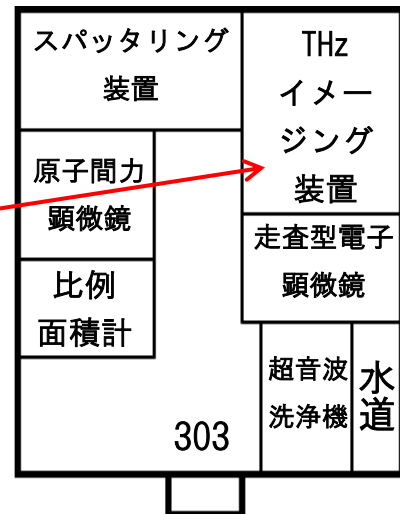 スパッタリング
装置
THz
イメー
ジング
装置
原子間力
顕微鏡
走査型電子
顕微鏡
比例
面積計
超音波
洗浄機
水
道
303